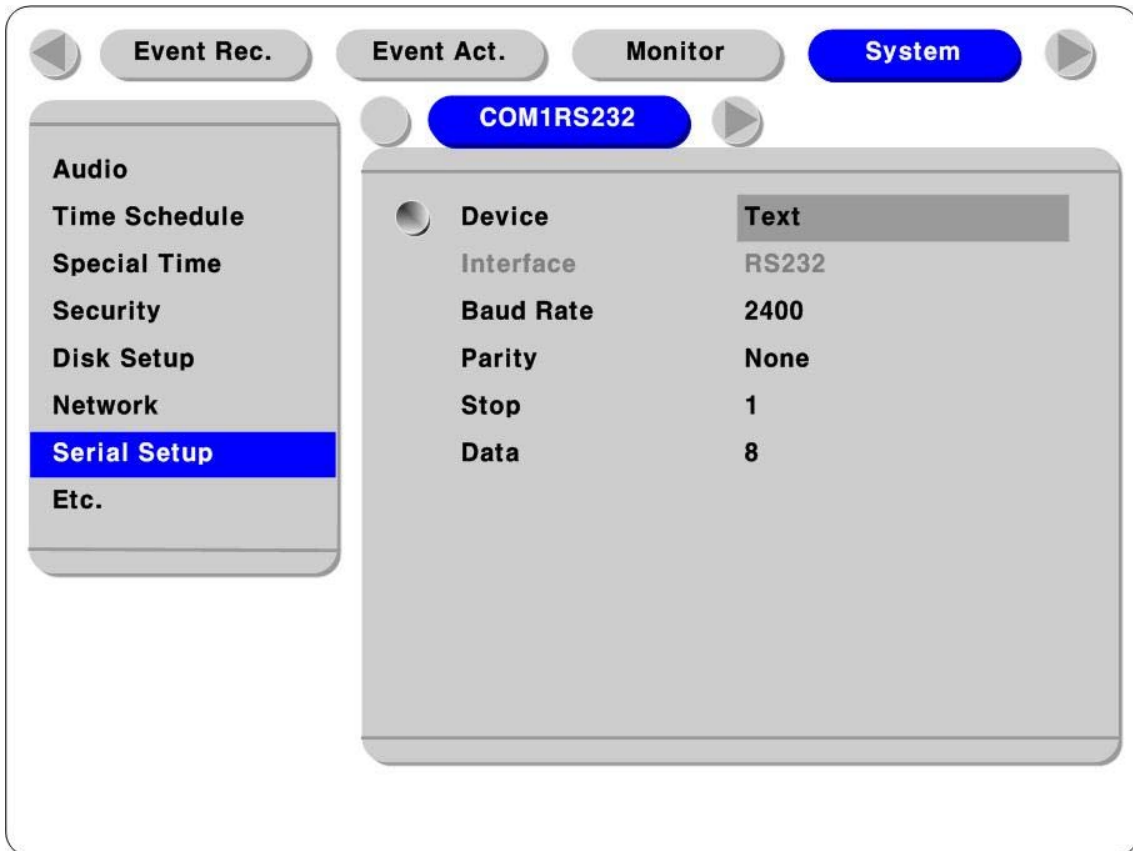 Event Rec. Event Act. Monitor System
COM1RS232
Audio
Time Schedule
Special Time
Security
Disk Setup
Network
Serial Setup
Etc.
Device Text
Interface RS232
Baud Rate 2400
Parity None
Stop 1
Data 8